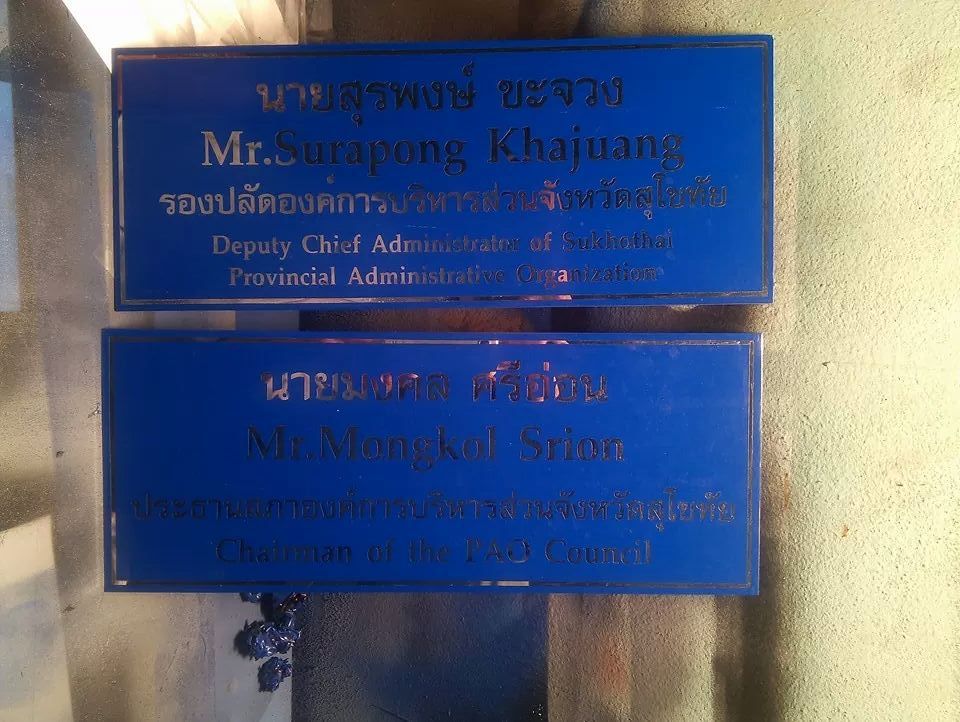 นายสุรพงษ์ ขะจวง
Mr.Surapong Khajuang
รองปลัดองค์การบริหารส่วนจังหวัดสุโขทัย
Deputy Chief Administrator of Sukhothai
Provincial Administrative Organization
นายมงคล ศรีอ่อน
Mr.Mongkol Srion
ประธานสภาองค์การบริหารส่วนจังหวัดสุโขทัย
Chairman of the PAO Council